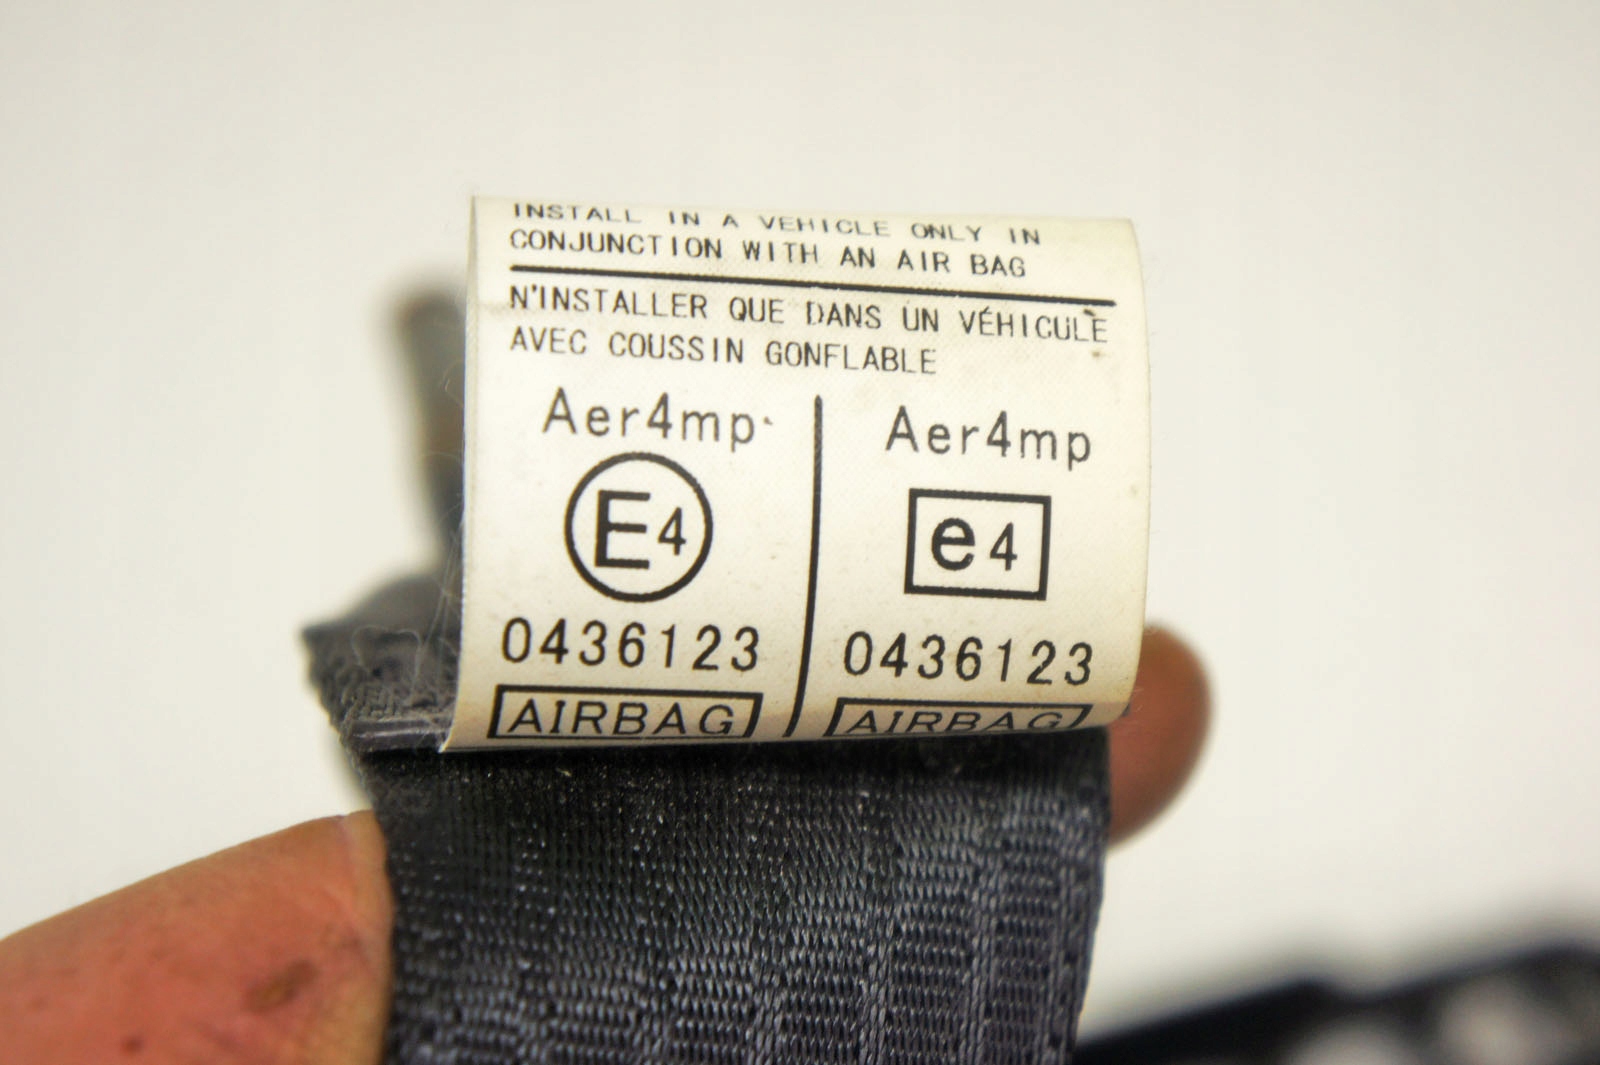 INSTALL IN A VEHICLE ONLY IN
CONJUNCTION WITH AN AIR BAG
N'INSTALLER QUE DANS UN VÉHICULE
AVEC COUSSIN GONFLABLE
Aer4mp
E4
0436123
AIRBAG
Aer4mp
e4
0436123
AIRBAG